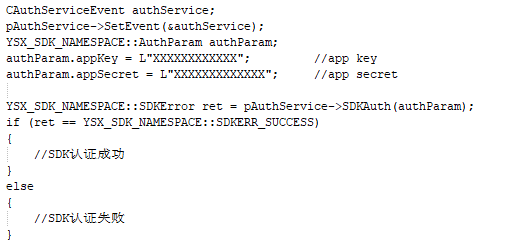 CAuthServiceEvent authService;
pAuthService->SetEvent(&authService);
YSX_SDK_NAMESPACE::AuthParam authParam;
authParam.appKey = L"XXXXXXXXXXXX";          //app key
authParam.appSecret = L"XXXXXXXXXXXXX";      //app secret

YSX_SDK_NAMESPACE::SDKError ret = pAuthService->SDKAuth(authParam);
if (ret == YSX_SDK_NAMESPACE::SDKERR_SUCCESS)
{
    //SDK认证成功
}
else
{
    //SDK认证失败
}